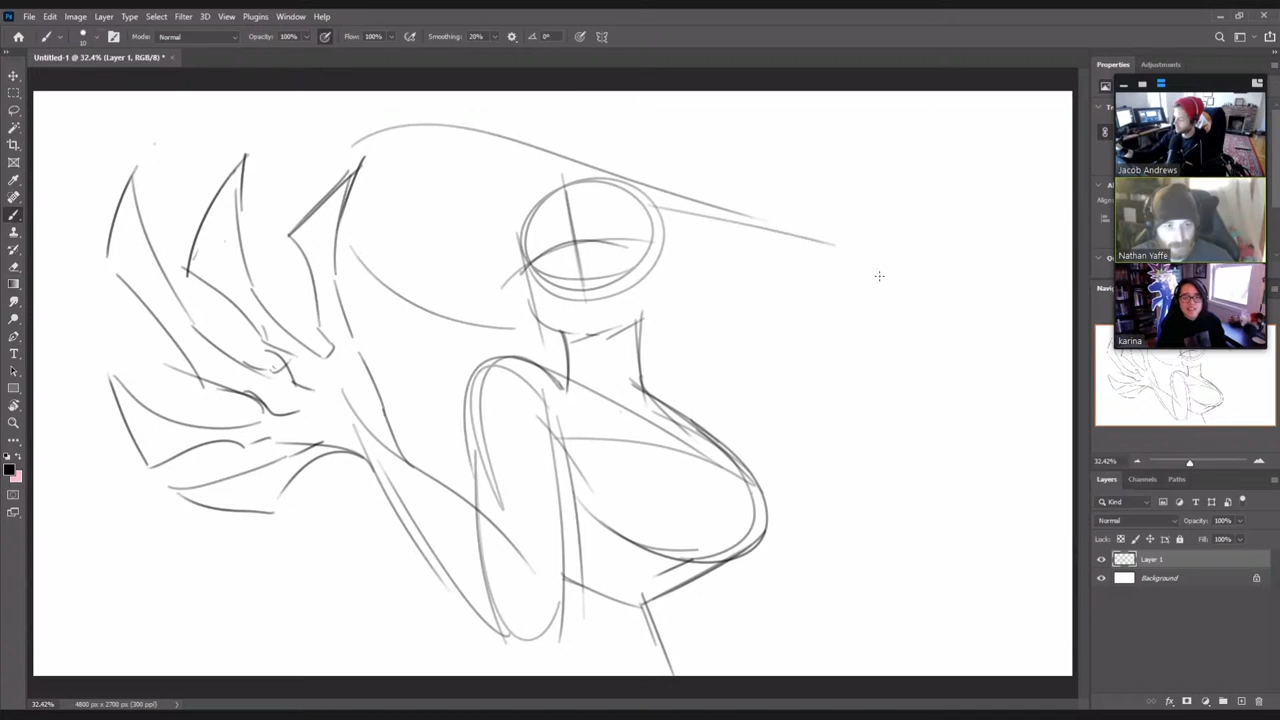 Ps File Edit Image Layer Type Select Filter 3D View Plugins Window Help
10 Mode: Normal Opacity: 100% Flow: 100% Smoothing: 20% 0°
Untitled-1 @ 32.4% (Layer 1, RGB/8) * ×
Properties Adjustments
Jacob Andrews
Nathan Yaffe
karina
32.42%
Layers Channels Paths
Kind
Normal Opacity: 100%
Lock: Fill: 100%
Layer 1
Background
32.42% 4800 px x 2700 px (300 ppi)